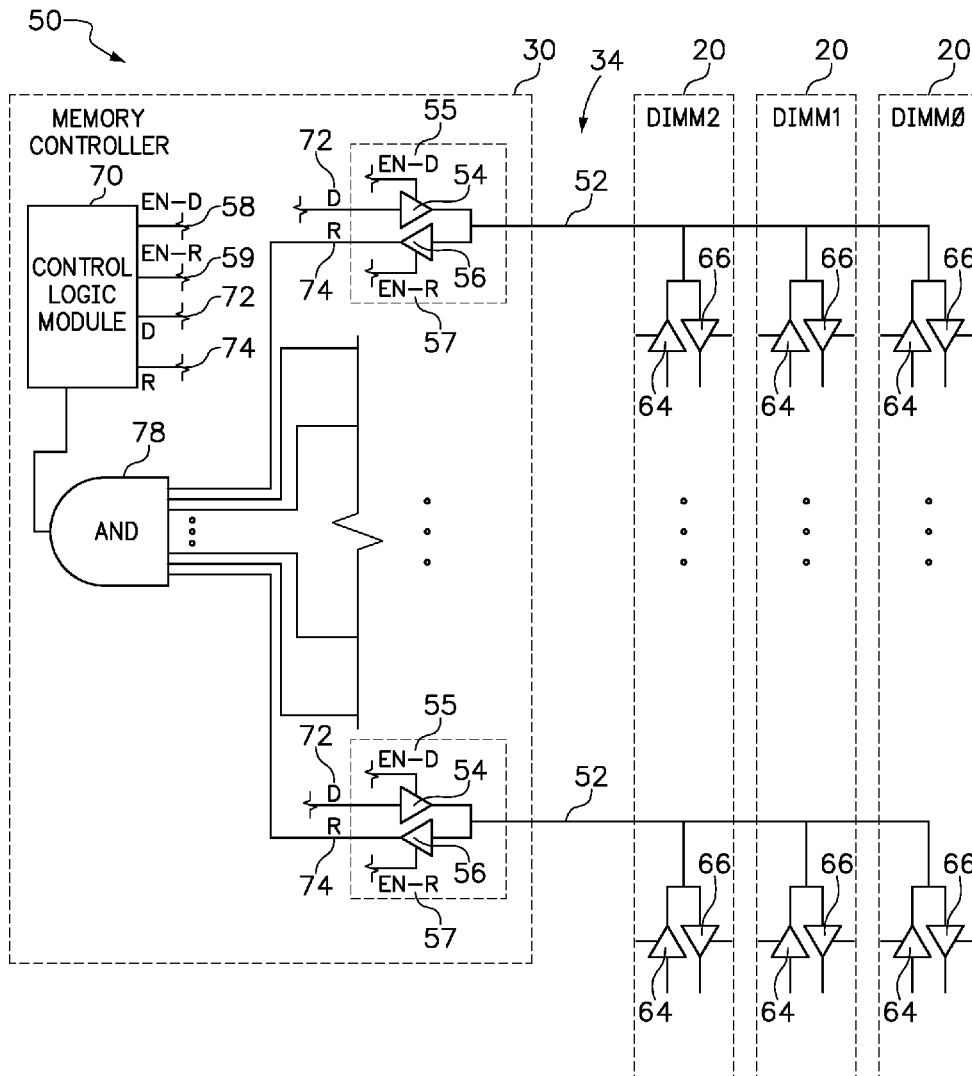 50
30
34
20
20
20
MEMORY
CONTROLLER
70
CONTROL
LOGIC
MODULE
EN-D
58
EN-R
59
72
D
74
R
72
D
R
74
55
EN-D
54
56
EN-R
57
52
DIMM2
DIMM1
DIMMØ
66
66
66
64
64
64
78
AND
72
D
R
74
55
EN-D
54
56
EN-R
57
52
66
66
66
64
64
64